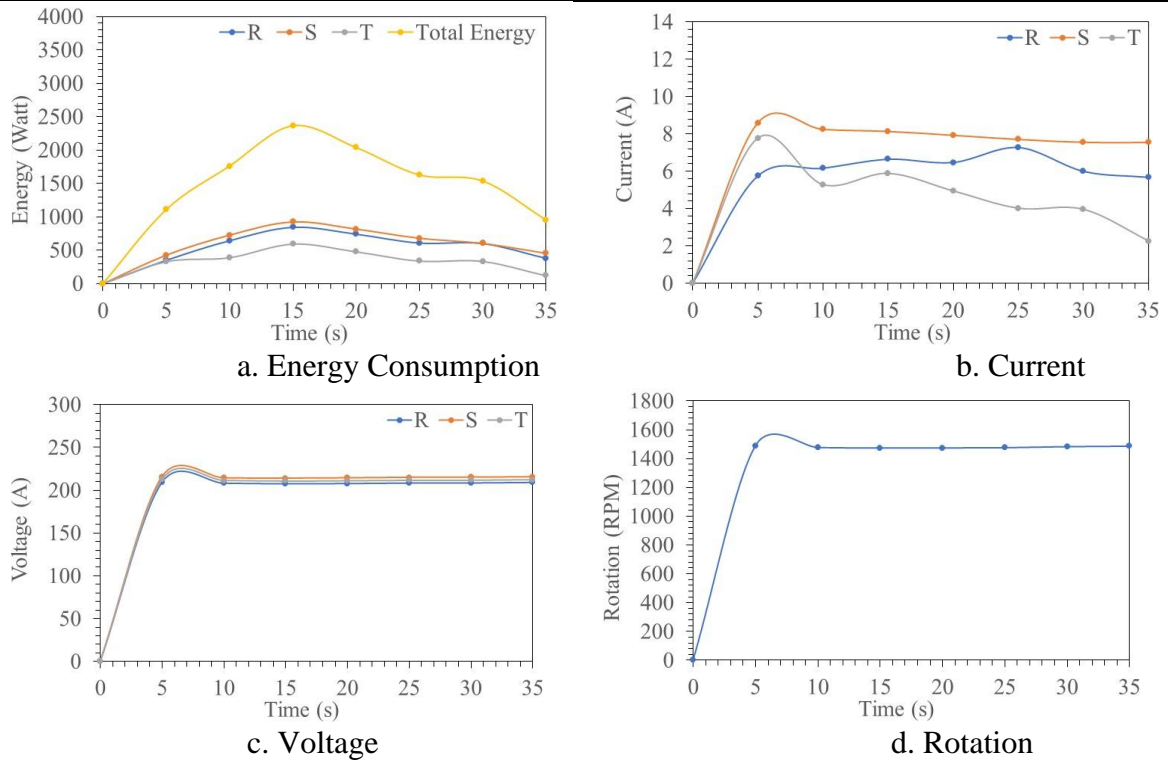 R S T Total Energy
4000
3500
3000
2500
2000
1500
1000
500
0
Energy (Watt)
0 5 10 15 20 25 30 35
Time (s)
a. Energy Consumption
R S T
14
12
10
8
6
4
2
0
Current (A)
0 5 10 15 20 25 30 35
Time (s)
b. Current
R S T
300
250
200
150
100
50
0
Voltage (A)
0 5 10 15 20 25 30 35
Time (s)
c. Voltage
1800
1600
1400
1200
1000
800
600
400
200
0
Rotation (RPM)
0 5 10 15 20 25 30 35
Time (s)
d. Rotation